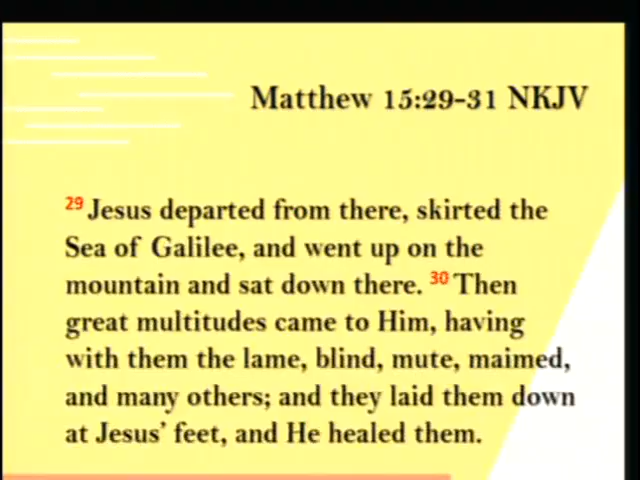 Matthew 15:29-31 NKJV
29 Jesus departed from there, skirted the
Sea of Galilee, and went up on the
mountain and sat down there. 30 Then
great multitudes came to Him, having
with them the lame, blind, mute, maimed,
and many others; and they laid them down
at Jesus’ feet, and He healed them.